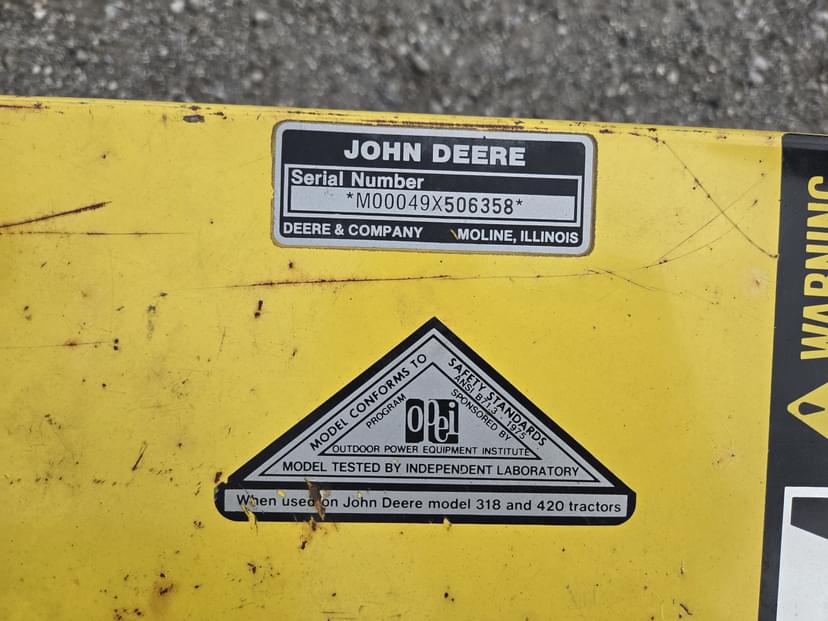 JOHN DEERE
Serial Number
*M00049X506358*
DEERE & COMPANY MOLINE, ILLINOIS
WARNING
MODEL CONFORMS TO
SAFETY STANDARDS
ANSI B71.3 - 1975
PROGRAM
opei
SPONSORED BY
OUTDOOR POWER EQUIPMENT INSTITUTE
MODEL TESTED BY INDEPENDENT LABORATORY
When used on John Deere model 318 and 420 tractors